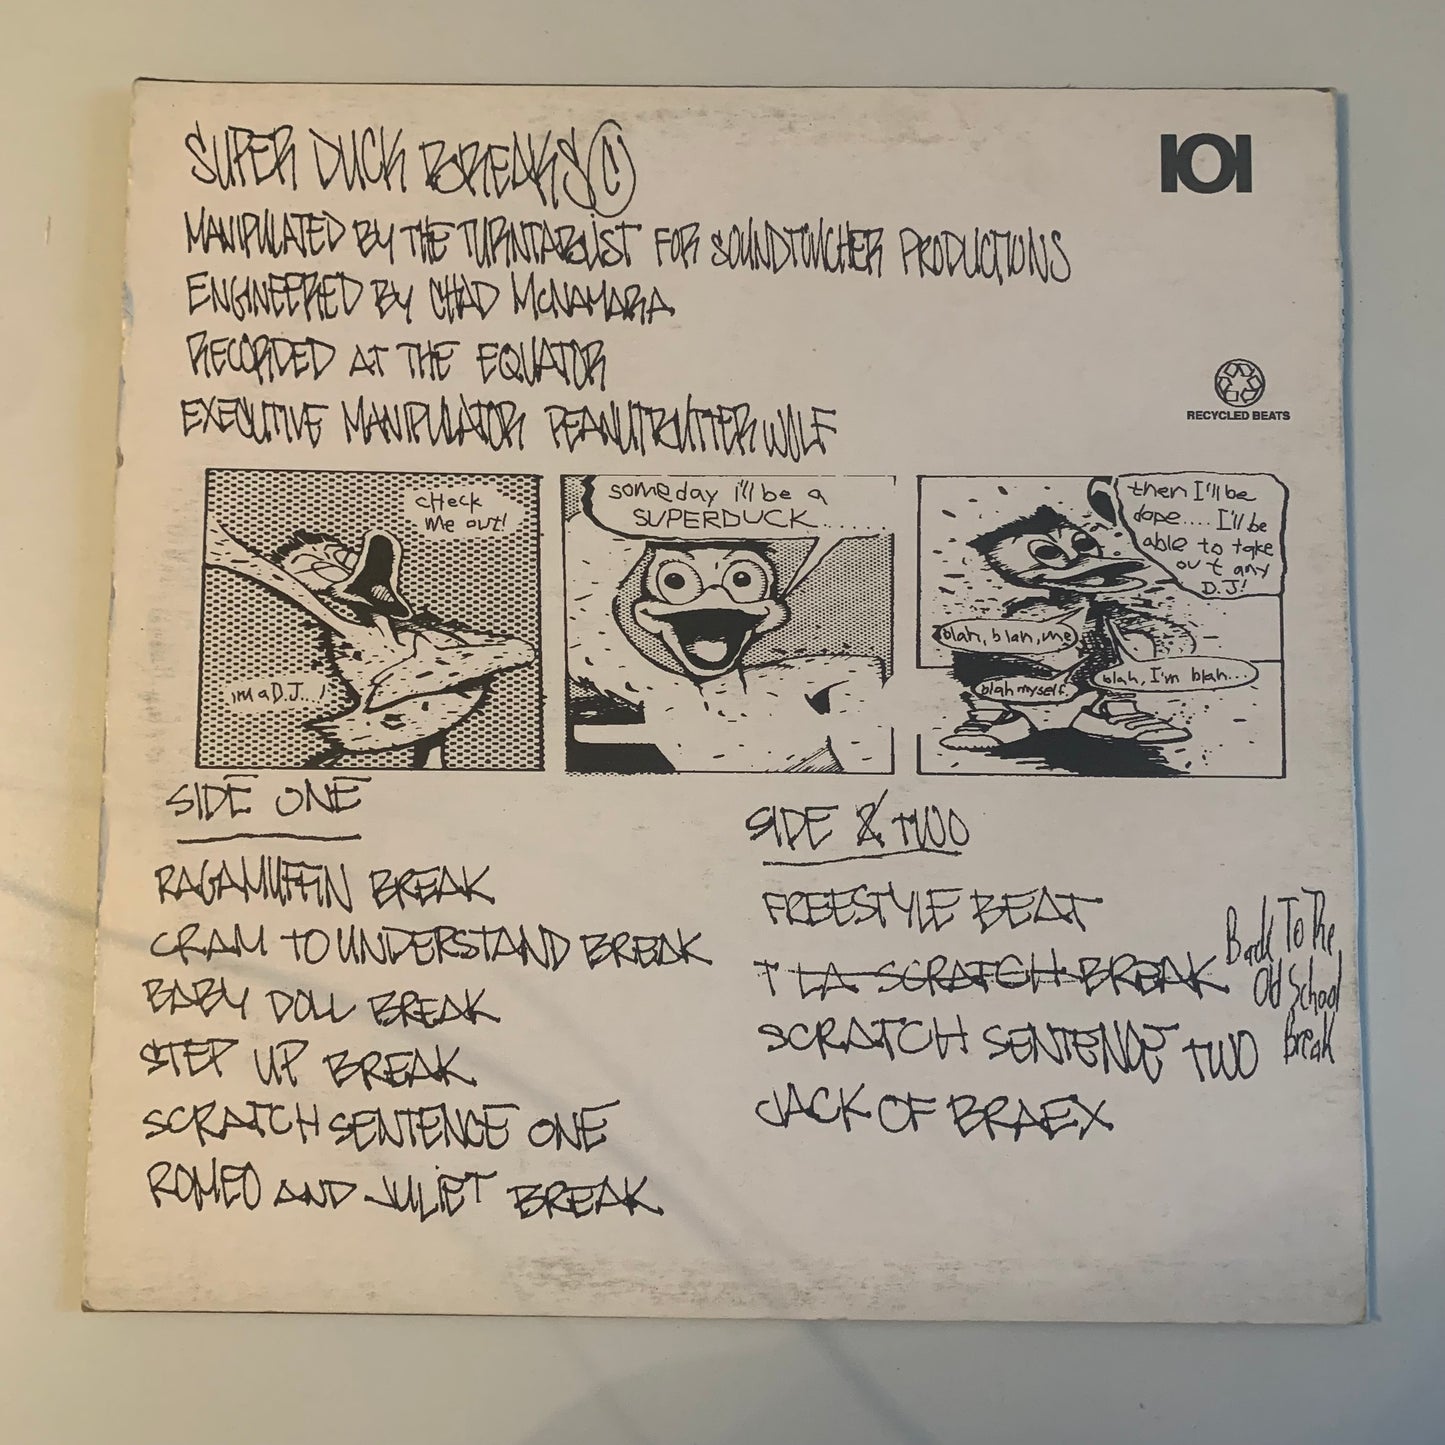 SUPER DUCK BREAKS ©
101
MANIPULATED BY THE TURNTABLIST FOR SOUNDTOUCHER PRODUCTIONS
ENGINEERED BY CHAD MCNAMARA
RECORDED AT THE EQUATOR
RECYCLED BEATS
EXECUTIVE MANIPULATOR PEANUTBUTTER WOLF
check
me out!
im a D.J...!
someday i'll be a
SUPERDUCK.....
then I'll be
dope.... I'll be
able to take
out any
D.J!
blah, blah, me
blah, I'm blah...
blah myself.
SIDE ONE
RAGAMUFFIN BREAK
CRAM TO UNDERSTAND BREAK
BABY DOLL BREAK
STEP UP BREAK
SCRATCH SENTENCE ONE
ROMEO AND JULIET BREAK
SIDE 2 TWO
FREESTYLE BEAT
T LA SCRATCH BREAK
Back To The
Old School
Break
SCRATCH SENTENCE TWO
JACK OF BRAEX